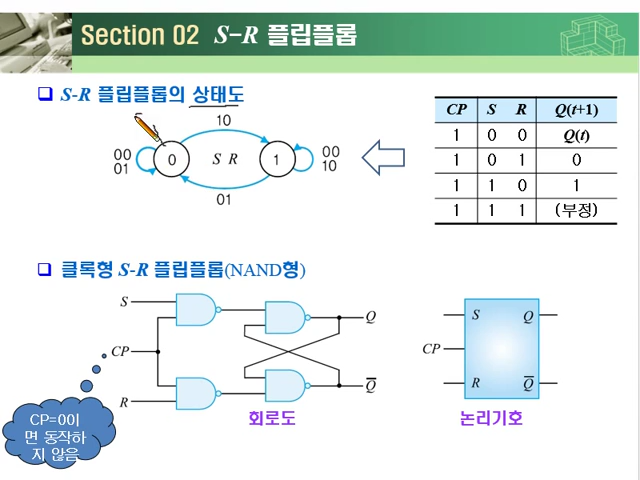 Section 02 S-R 플립플롭
❑ S-R 플립플롭의 상태도
10
00
01
0
S R
1
00
10
01
CP S R Q(t+1)
1 0 0 Q(t)
1 0 1 0
1 1 0 1
1 1 1 (부정)
❑ 클록형 S-R 플립플롭(NAND형)
S
CP
R
Q
Q̅
회로도
CP=0이
면 동작하
지 않음
S Q
CP
R Q̅
논리기호